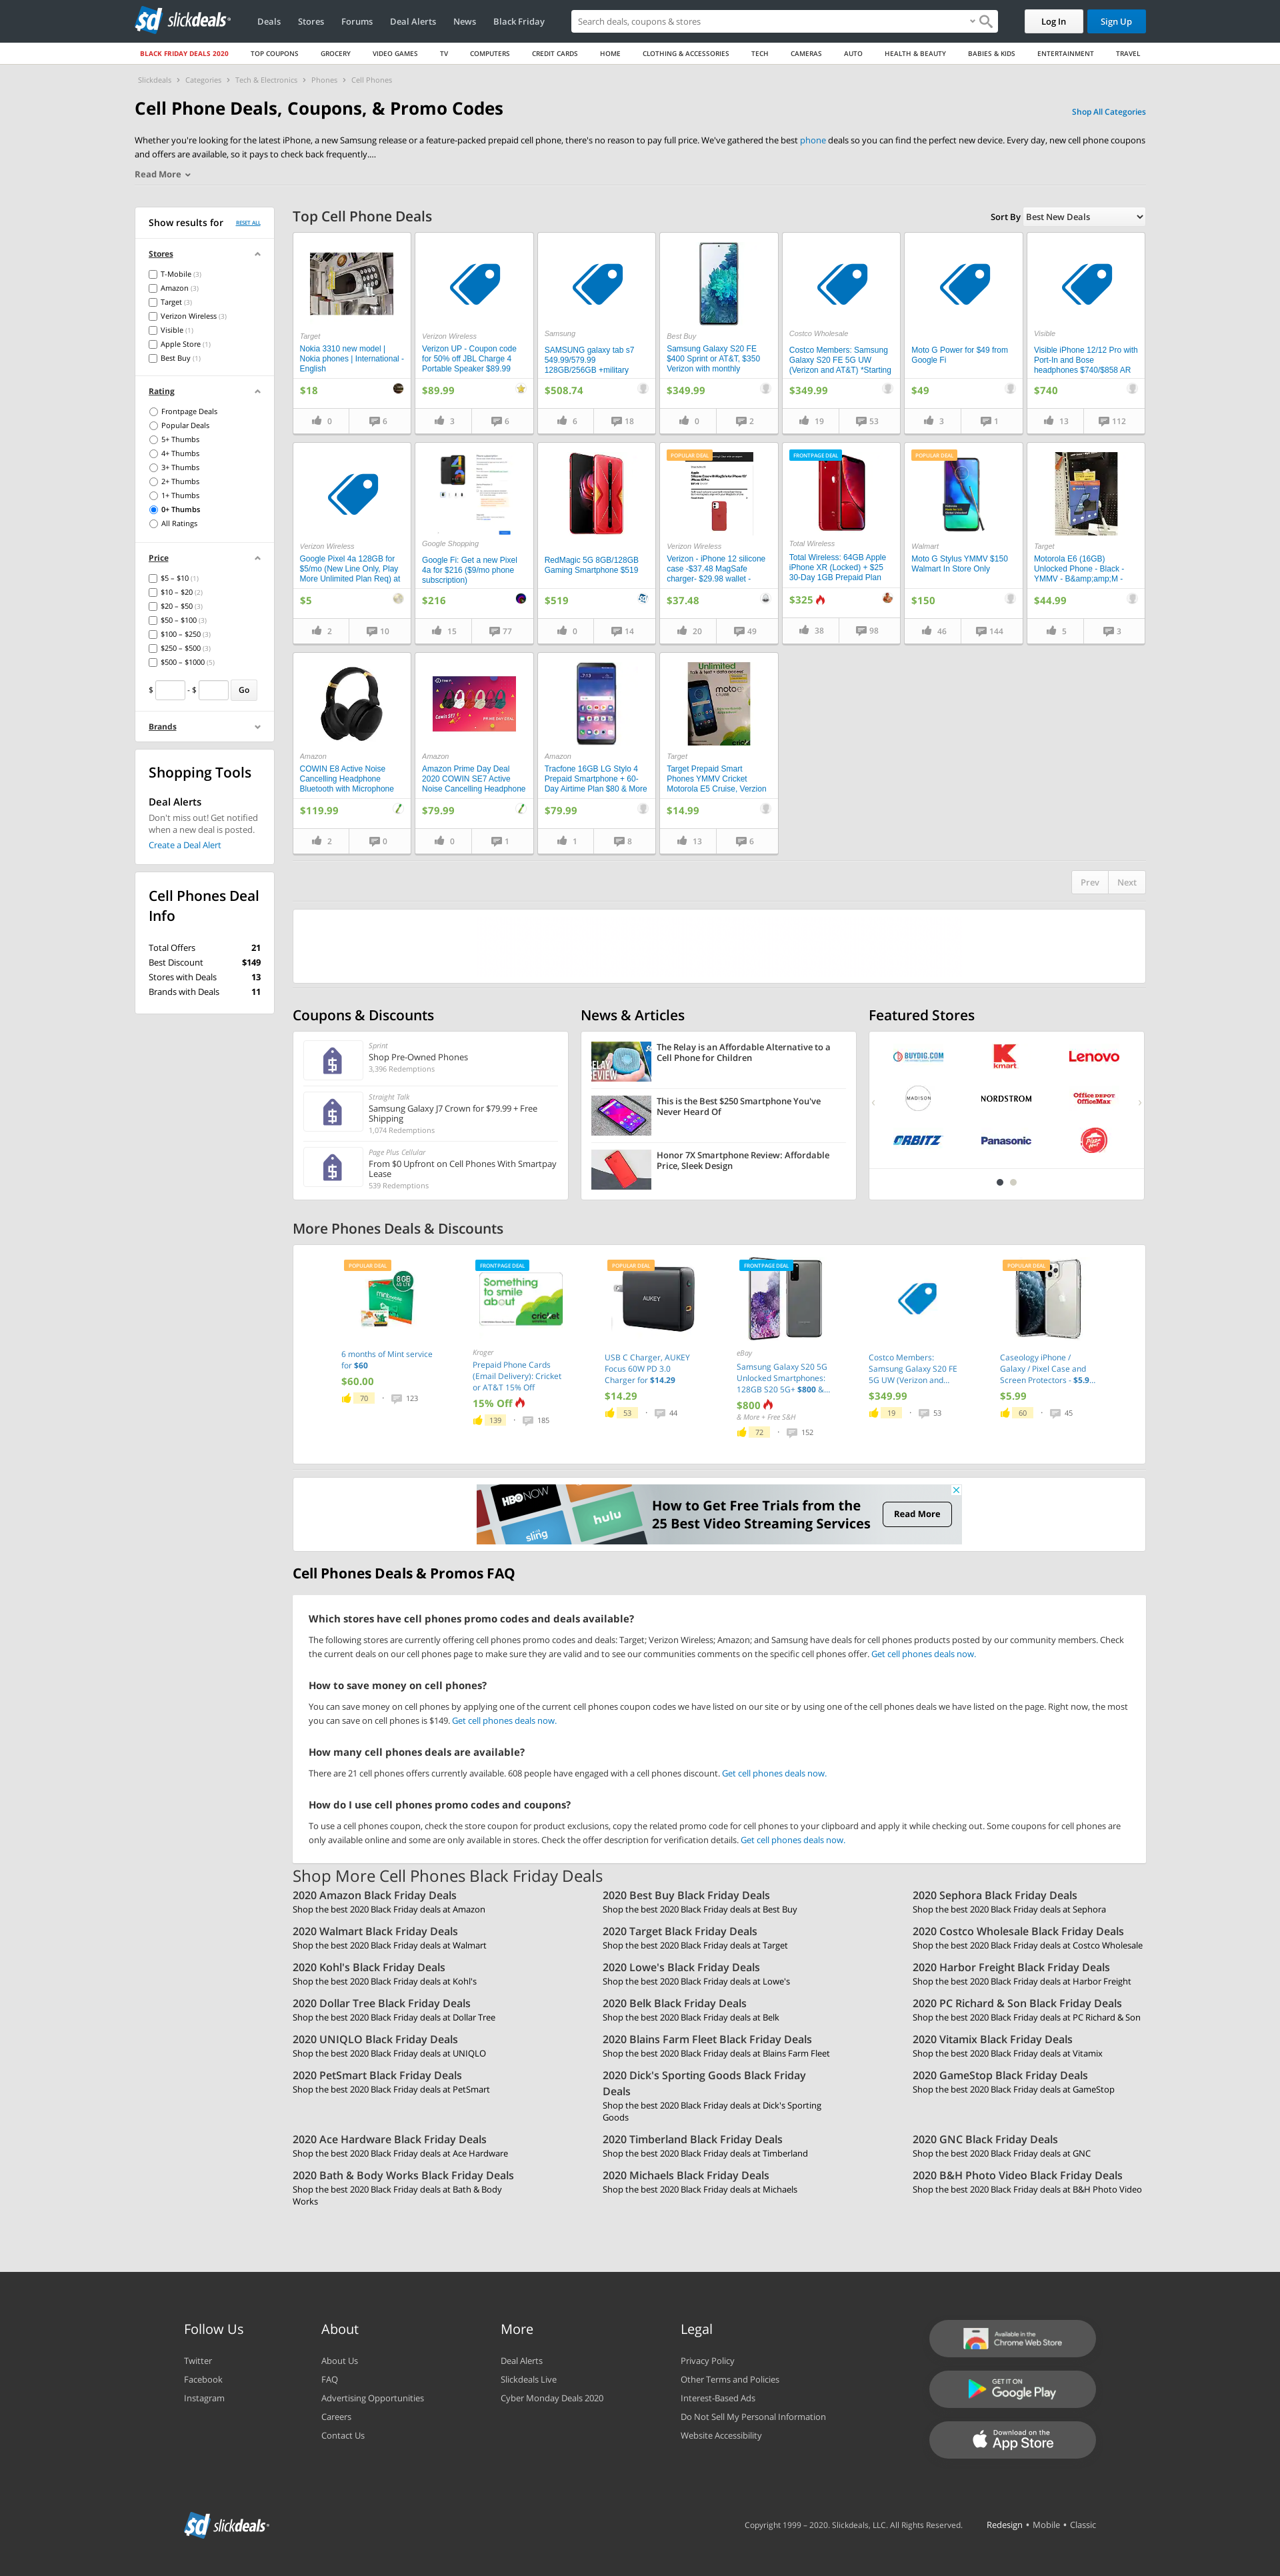 slickdeals
Deals
Stores
Forums
Deal Alerts
News
Black Friday
Search deals, coupons & stores
Log In
Sign Up
BLACK FRIDAY DEALS 2020
TOP COUPONS
GROCERY
VIDEO GAMES
TV
COMPUTERS
CREDIT CARDS
HOME
CLOTHING & ACCESSORIES
TECH
CAMERAS
AUTO
HEALTH & BEAUTY
BABIES & KIDS
ENTERTAINMENT
TRAVEL
Slickdeals > Categories > Tech & Electronics > Phones > Cell Phones
Cell Phone Deals, Coupons, & Promo Codes
Shop All Categories
Whether you're looking for the latest iPhone, a new Samsung release or a feature-packed prepaid cell phone, there's no reason to pay full price. We've gathered the best phone deals so you can find the perfect new device. Every day, new cell phone coupons
and offers are available, so it pays to check back frequently....
Read More
Show results for
RESET ALL
Stores
T-Mobile (3)
Amazon (3)
Target (3)
Verizon Wireless (3)
Visible (1)
Apple Store (1)
Best Buy (1)
Rating
Frontpage Deals
Popular Deals
5+ Thumbs
4+ Thumbs
3+ Thumbs
2+ Thumbs
1+ Thumbs
0+ Thumbs
All Ratings
Price
$5 – $10 (1)
$10 – $20 (2)
$20 – $50 (3)
$50 – $100 (3)
$100 – $250 (3)
$250 – $500 (3)
$500 – $1000 (5)
$ - $ Go
Brands
Shopping Tools
Deal Alerts
Don't miss out! Get notified
when a new deal is posted.
Create a Deal Alert
Cell Phones Deal
Info
Total Offers 21
Best Discount $149
Stores with Deals 13
Brands with Deals 11
Top Cell Phone Deals
Sort By Best New Deals
Target
Nokia 3310 new model |
Nokia phones | International -
English
$18
0 6
Verizon Wireless
Verizon UP - Coupon code
for 50% off JBL Charge 4
Portable Speaker $89.99
$89.99
3 6
Samsung
SAMSUNG galaxy tab s7
549.99/579.99
128GB/256GB +military
$508.74
6 18
Best Buy
Samsung Galaxy S20 FE
$400 Sprint or AT&T, $350
Verizon with monthly
$349.99
0 2
Costco Wholesale
Costco Members: Samsung
Galaxy S20 FE 5G UW
(Verizon and AT&T) *Starting
$349.99
19 53
Moto G Power for $49 from
Google Fi
$49
3 1
Visible
Visible iPhone 12/12 Pro with
Port-In and Bose
headphones $740/$858 AR
$740
13 112
Verizon Wireless
Google Pixel 4a 128GB for
$5/mo (New Line Only, Play
More Unlimited Plan Req) at
$5
2 10
Google Shopping
Google Fi: Get a new Pixel
4a for $216 ($9/mo phone
subscription)
$216
15 77
RedMagic 5G 8GB/128GB
Gaming Smartphone $519
$519
0 14
POPULAR DEAL
Verizon Wireless
Verizon - iPhone 12 silicone
case -$37.48 MagSafe
charger- $29.98 wallet -
$37.48
20 49
FRONTPAGE DEAL
Total Wireless
Total Wireless: 64GB Apple
iPhone XR (Locked) + $25
30-Day 1GB Prepaid Plan
$325
38 98
POPULAR DEAL
Walmart
Moto G Stylus YMMV $150
Walmart In Store Only
$150
46 144
Target
Motorola E6 (16GB)
Unlocked Phone - Black -
YMMV - B&amp;amp;M -
$44.99
5 3
Amazon
COWIN E8 Active Noise
Cancelling Headphone
Bluetooth with Microphone
$119.99
2 0
Amazon
Amazon Prime Day Deal
2020 COWIN SE7 Active
Noise Cancelling Headphone
$79.99
0 1
Amazon
Tracfone 16GB LG Stylo 4
Prepaid Smartphone + 60-
Day Airtime Plan $80 & More
$79.99
1 8
Unlimited
moto e
CRUISE
Target
Target Prepaid Smart
Phones YMMV Cricket
Motorola E5 Cruise, Verzion
$14.99
13 6
Prev
Next
Coupons & Discounts
Sprint
Shop Pre-Owned Phones
3,396 Redemptions
Straight Talk
Samsung Galaxy J7 Crown for $79.99 + Free
Shipping
1,074 Redemptions
Page Plus Cellular
From $0 Upfront on Cell Phones With Smartpay
Lease
539 Redemptions
News & Articles
The Relay is an Affordable Alternative to a
Cell Phone for Children
This is the Best $250 Smartphone You've
Never Heard Of
Honor 7X Smartphone Review: Affordable
Price, Sleek Design
Featured Stores
BUYDIG.COM
kmart
Lenovo
MADISON
NORDSTROM
Office DEPOT
OfficeMax
ORBITZ
Panasonic
Pizza Hut
More Phones Deals & Discounts
POPULAR DEAL
6 months of Mint service
for $60
$60.00
70 · 123
FRONTPAGE DEAL
Something
to smile
about
cricket
Kroger
Prepaid Phone Cards
(Email Delivery): Cricket
or AT&T 15% Off
15% Off
139 · 185
POPULAR DEAL
AUKEY
USB C Charger, AUKEY
Focus 60W PD 3.0
Charger for $14.29
$14.29
53 · 44
FRONTPAGE DEAL
eBay
Samsung Galaxy S20 5G
Unlocked Smartphones:
128GB S20 5G+ $800 &...
$800
& More + Free S&H
72 · 152
Costco Members:
Samsung Galaxy S20 FE
5G UW (Verizon and...
$349.99
19 · 53
POPULAR DEAL
Caseology iPhone /
Galaxy / Pixel Case and
Screen Protectors - $5.9...
$5.99
60 · 45
HBO NOW
sling
hulu
How to Get Free Trials from the
25 Best Video Streaming Services
Read More
Cell Phones Deals & Promos FAQ
Which stores have cell phones promo codes and deals available?
The following stores are currently offering cell phones promo codes and deals: Target; Verizon Wireless; Amazon; and Samsung have deals for cell phones products posted by our community members. Check
the current deals on our cell phones page to make sure they are valid and to see our communities comments on the specific cell phones offer. Get cell phones deals now.
How to save money on cell phones?
You can save money on cell phones by applying one of the current cell phones coupon codes we have listed on our site or by using one of the cell phones deals we have listed on the page. Right now, the most
you can save on cell phones is $149. Get cell phones deals now.
How many cell phones deals are available?
There are 21 cell phones offers currently available. 608 people have engaged with a cell phones discount. Get cell phones deals now.
How do I use cell phones promo codes and coupons?
To use a cell phones coupon, check the store coupon for product exclusions, copy the related promo code for cell phones to your clipboard and apply it while checking out. Some coupons for cell phones are
only available online and some are only available in stores. Check the offer description for verification details. Get cell phones deals now.
Shop More Cell Phones Black Friday Deals
2020 Amazon Black Friday Deals
Shop the best 2020 Black Friday deals at Amazon
2020 Best Buy Black Friday Deals
Shop the best 2020 Black Friday deals at Best Buy
2020 Sephora Black Friday Deals
Shop the best 2020 Black Friday deals at Sephora
2020 Walmart Black Friday Deals
Shop the best 2020 Black Friday deals at Walmart
2020 Target Black Friday Deals
Shop the best 2020 Black Friday deals at Target
2020 Costco Wholesale Black Friday Deals
Shop the best 2020 Black Friday deals at Costco Wholesale
2020 Kohl's Black Friday Deals
Shop the best 2020 Black Friday deals at Kohl's
2020 Lowe's Black Friday Deals
Shop the best 2020 Black Friday deals at Lowe's
2020 Harbor Freight Black Friday Deals
Shop the best 2020 Black Friday deals at Harbor Freight
2020 Dollar Tree Black Friday Deals
Shop the best 2020 Black Friday deals at Dollar Tree
2020 Belk Black Friday Deals
Shop the best 2020 Black Friday deals at Belk
2020 PC Richard & Son Black Friday Deals
Shop the best 2020 Black Friday deals at PC Richard & Son
2020 UNIQLO Black Friday Deals
Shop the best 2020 Black Friday deals at UNIQLO
2020 Blains Farm Fleet Black Friday Deals
Shop the best 2020 Black Friday deals at Blains Farm Fleet
2020 Vitamix Black Friday Deals
Shop the best 2020 Black Friday deals at Vitamix
2020 PetSmart Black Friday Deals
Shop the best 2020 Black Friday deals at PetSmart
2020 Dick's Sporting Goods Black Friday
Deals
Shop the best 2020 Black Friday deals at Dick's Sporting
Goods
2020 GameStop Black Friday Deals
Shop the best 2020 Black Friday deals at GameStop
2020 Ace Hardware Black Friday Deals
Shop the best 2020 Black Friday deals at Ace Hardware
2020 Timberland Black Friday Deals
Shop the best 2020 Black Friday deals at Timberland
2020 GNC Black Friday Deals
Shop the best 2020 Black Friday deals at GNC
2020 Bath & Body Works Black Friday Deals
Shop the best 2020 Black Friday deals at Bath & Body
Works
2020 Michaels Black Friday Deals
Shop the best 2020 Black Friday deals at Michaels
2020 B&H Photo Video Black Friday Deals
Shop the best 2020 Black Friday deals at B&H Photo Video
Follow Us
Twitter
Facebook
Instagram
About
About Us
FAQ
Advertising Opportunities
Careers
Contact Us
More
Deal Alerts
Slickdeals Live
Cyber Monday Deals 2020
Legal
Privacy Policy
Other Terms and Policies
Interest-Based Ads
Do Not Sell My Personal Information
Website Accessibility
Available in the
Chrome Web Store
GET IT ON
Google Play
Download on the
App Store
slickdeals
Copyright 1999 – 2020. Slickdeals, LLC. All Rights Reserved.
Redesign • Mobile • Classic